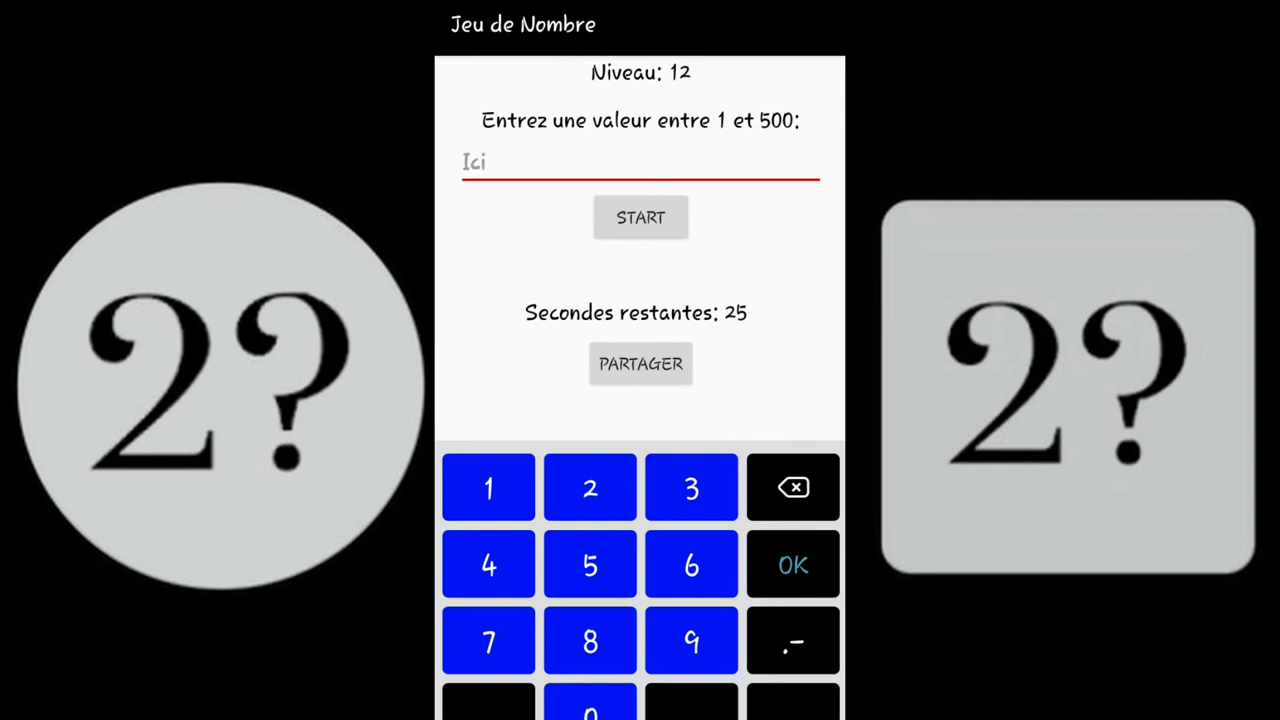 Jeu de Nombre
Niveau: 12
Entrez une valeur entre 1 et 500:
Ici
START
Secondes restantes: 25
PARTAGER
2?
2?
1 2 3
4 5 6 OK
7 8 9 .-
0